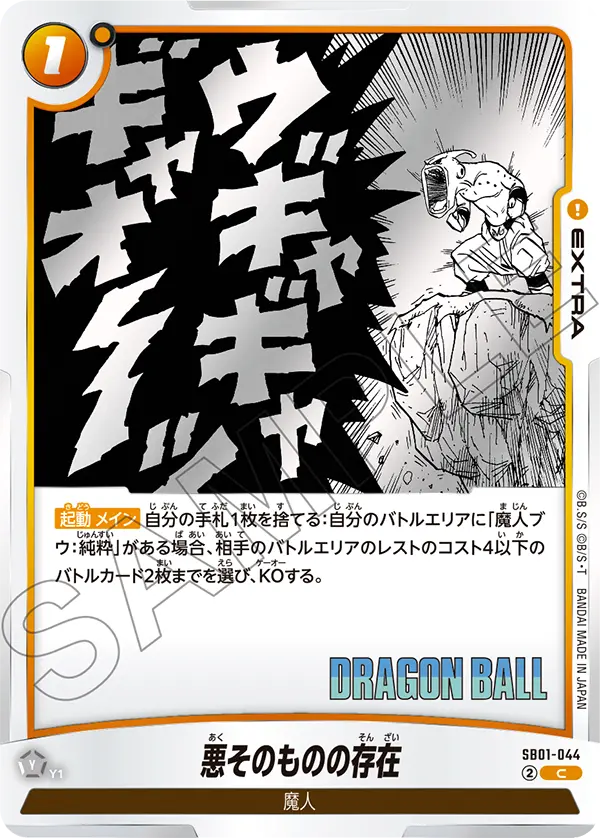 1
ウギギャギャ
ギャオーッ
! EXTRA
起動 メイン 自分の手札1枚を捨てる:自分のバトルエリアに「魔人ブ
ウ:純粋」がある場合、相手のバトルエリアのレストのコスト4以下の
バトルカード2枚までを選び、KOする。
DRAGON BALL
SAMPLE
©B.S/S ©B/S・T BANDAI MADE IN JAPAN
Y Y1
悪そのものの存在
SB01-044
2 C
魔人